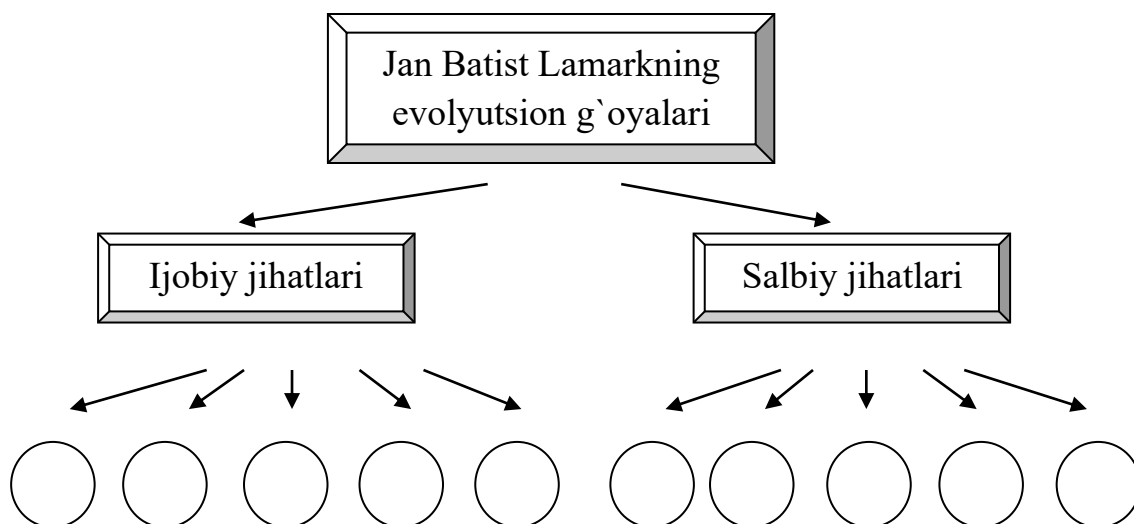 Jan Batist Lamarkning
evolyutsion g`oyalari
Ijobiy jihatlari
Salbiy jihatlari